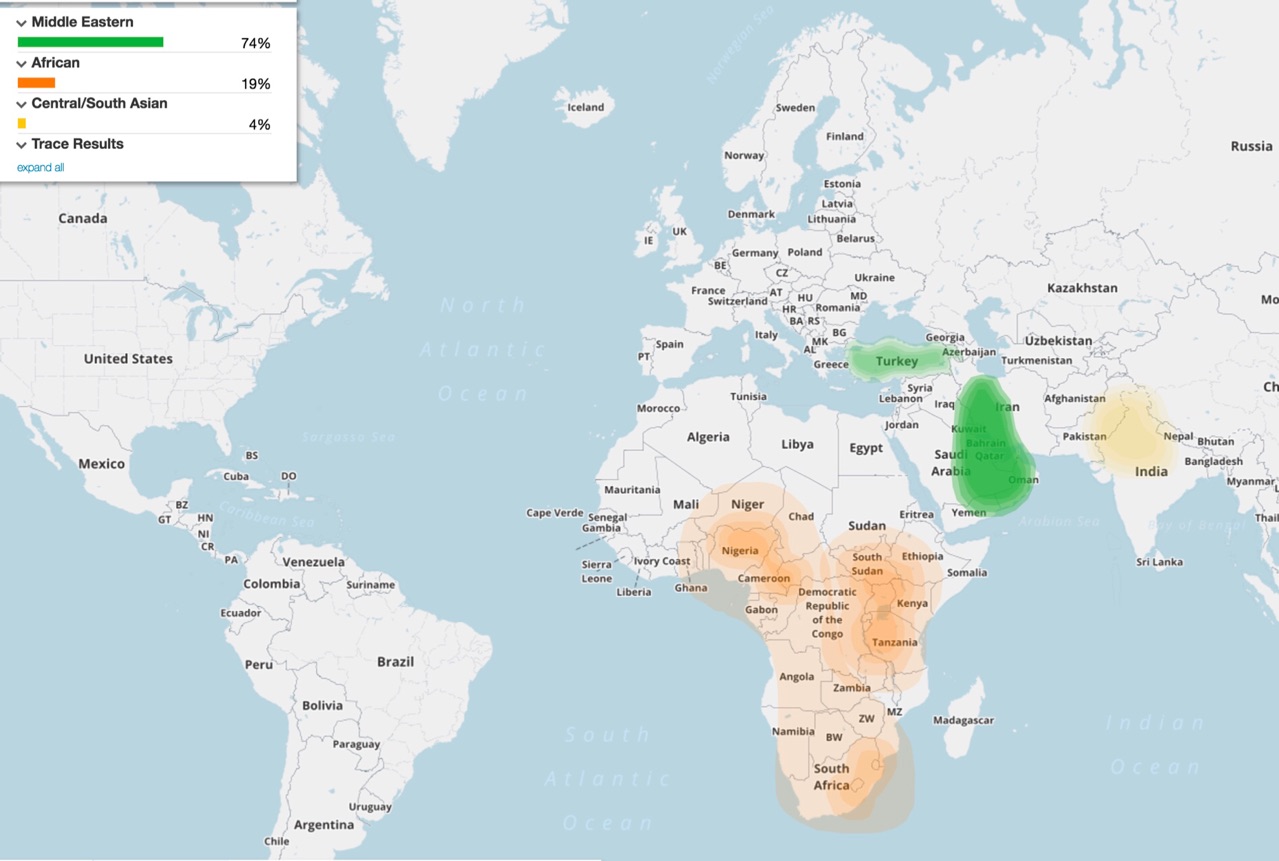 Middle Eastern
74%
African
19%
Central/South Asian
4%
Trace Results
expand all
Norwegian Sea
Iceland
Sweden
Finland
Norway
Russia
Estonia
Latvia
Lithuania
Denmark
Canada
IE
UK
Belarus
Germany
Poland
BE
CZ
Ukraine
France
AT
Switzerland
HU
MD
Romania
HR
BA
RS
Kazakhstan
Mo
North
Atlantic
Ocean
Italy
MK
BG
AL
Spain
PT
Greece
Turkey
Georgia
Azerbaijan
Uzbekistan
Turkmenistan
United States
Syria
Lebanon
Iraq
Iran
Afghanistan
Ch
Tunisia
Morocco
Jordan
Kuwait
Algeria
Libya
Egypt
Bahrain
Qatar
Saudi
Arabia
Pakistan
Nepal
Bhutan
Bangladesh
India
Oman
Myanmar
L
Sargasso Sea
Mexico
BS
Cuba
DO
Mauritania
Mali
Niger
Chad
Sudan
Eritrea
Yemen
Arabian Sea
Bay of Bengal
Thail
BZ
GT
HN
NI
CR
PA
Caribbean Sea
Cape Verde
Senegal
Gambia
Nigeria
South
Sudan
Ethiopia
Somalia
Sri Lanka
Sierra
Leone
Ivory Coast
Liberia
Ghana
Cameroon
Venezuela
Colombia
Suriname
Ecuador
Gabon
Democratic
Republic
of the
Congo
Kenya
Tanzania
Peru
Brazil
Angola
Zambia
Bolivia
ZW
MZ
Madagascar
Namibia
BW
Paraguay
South
Atlantic
Ocean
Indian
Ocean
South
Africa
Uruguay
Argentina
Chile